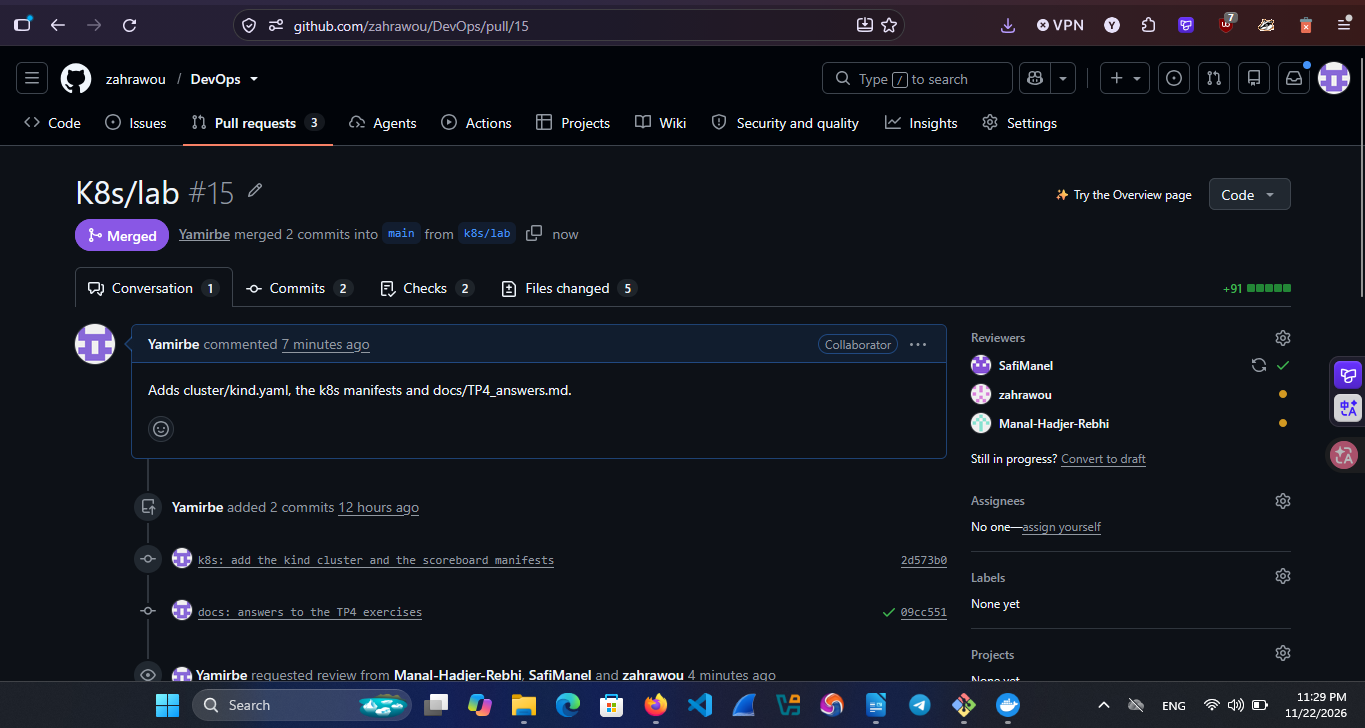 github.com/zahrawou/DevOps/pull/15
VPN
Y
7
zahrawou / DevOps
Type / to search
Code
Issues
Pull requests 3
Agents
Actions
Projects
Wiki
Security and quality
Insights
Settings
K8s/lab #15
Try the Overview page
Code
Merged
Yamirbe merged 2 commits into main from k8s/lab now
Conversation 1
Commits 2
Checks 2
Files changed 5
+91
Yamirbe commented 7 minutes ago
Collaborator
Adds cluster/kind.yaml, the k8s manifests and docs/TP4_answers.md.
Yamirbe added 2 commits 12 hours ago
k8s: add the kind cluster and the scoreboard manifests
2d573b0
docs: answers to the TP4 exercises
09cc551
Yamirbe requested review from Manal-Hadjer-Rebhi, SafiManel and zahrawou 4 minutes ago
Reviewers
SafiManel
zahrawou
Manal-Hadjer-Rebhi
Still in progress? Convert to draft
Assignees
No one—assign yourself
Labels
None yet
Projects
None yet
Search
ENG
11:29 PM
11/22/2026